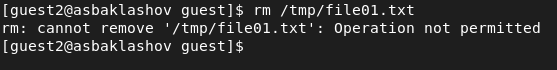 [guest2@asbaklashov guest]$ rm /tmp/file01.txt
rm: cannot remove '/tmp/file01.txt': Operation not permitted
[guest2@asbaklashov guest]$